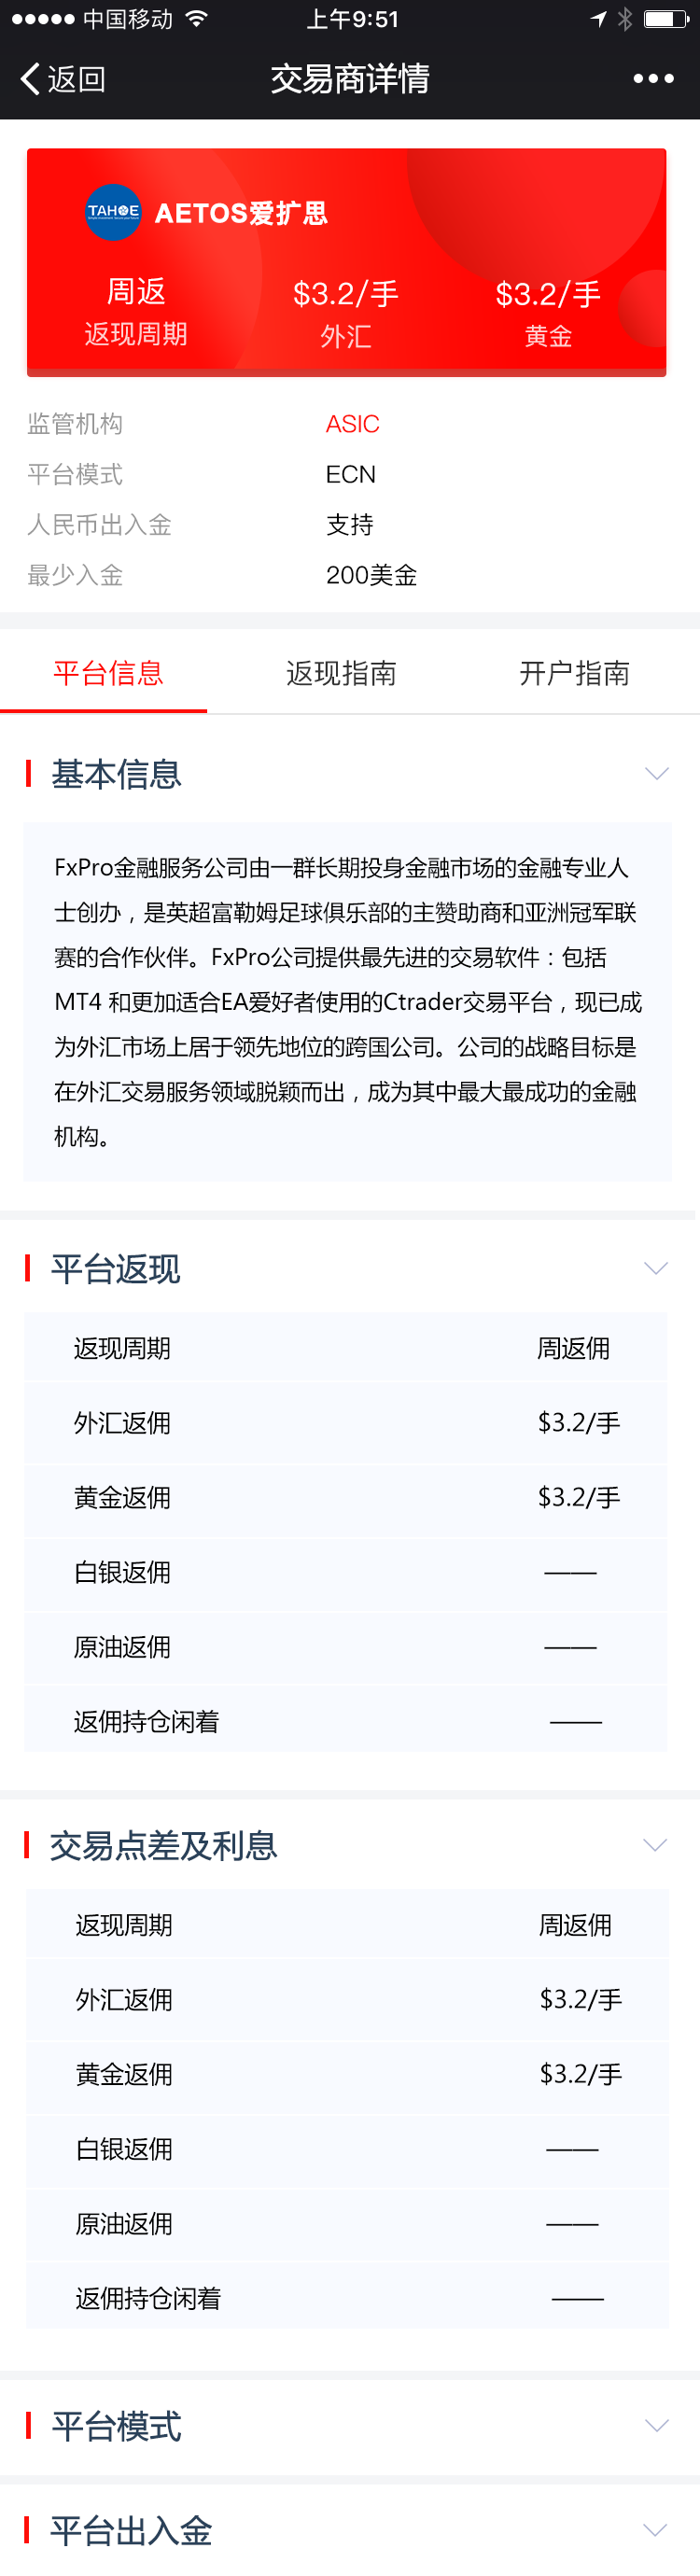 中国移动 上午9:51
返回 交易商详情
TAHOE AETOS爱扩思
周返 $3.2/手 $3.2/手
返现周期 外汇 黄金
监管机构 ASIC
平台模式 ECN
人民币出入金 支持
最少入金 200美金
平台信息 返现指南 开户指南
基本信息
FxPro金融服务公司由一群长期投身金融市场的金融专业人
士创办，是英超富勒姆足球俱乐部的主赞助商和亚洲冠军联
赛的合作伙伴。FxPro公司提供最先进的交易软件：包括
MT4 和更加适合EA爱好者使用的Ctrader交易平台，现已成
为外汇市场上居于领先地位的跨国公司。公司的战略目标是
在外汇交易服务领域脱颖而出，成为其中最大最成功的金融
机构。
平台返现
返现周期 周返佣
外汇返佣 $3.2/手
黄金返佣 $3.2/手
白银返佣 ——
原油返佣 ——
返佣持仓闲着 ——
交易点差及利息
返现周期 周返佣
外汇返佣 $3.2/手
黄金返佣 $3.2/手
白银返佣 ——
原油返佣 ——
返佣持仓闲着 ——
平台模式
平台出入金